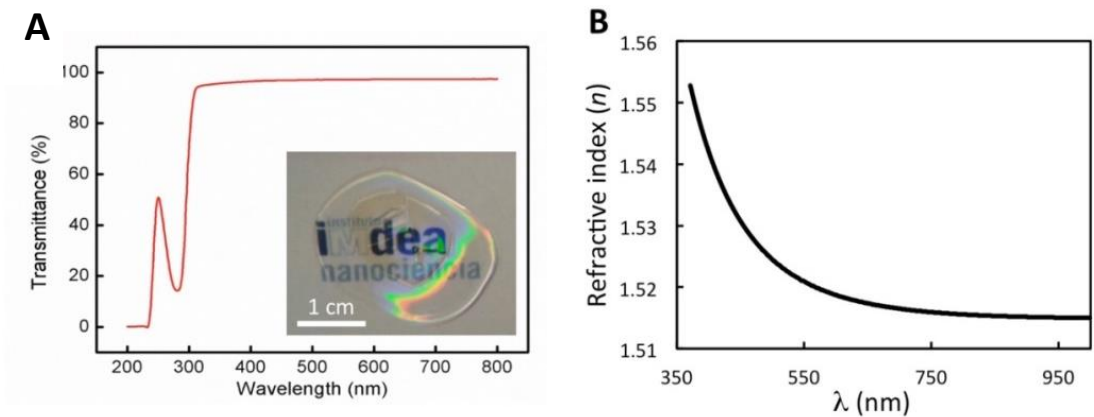 A
Transmittance (%)
100
80
60
40
20
0
instituto
imdea
nanociencia
1 cm
200 300 400 500 600 700 800
Wavelength (nm)
B
Refractive index (n)
1.56
1.55
1.54
1.53
1.52
1.51
350 550 750 950
λ (nm)